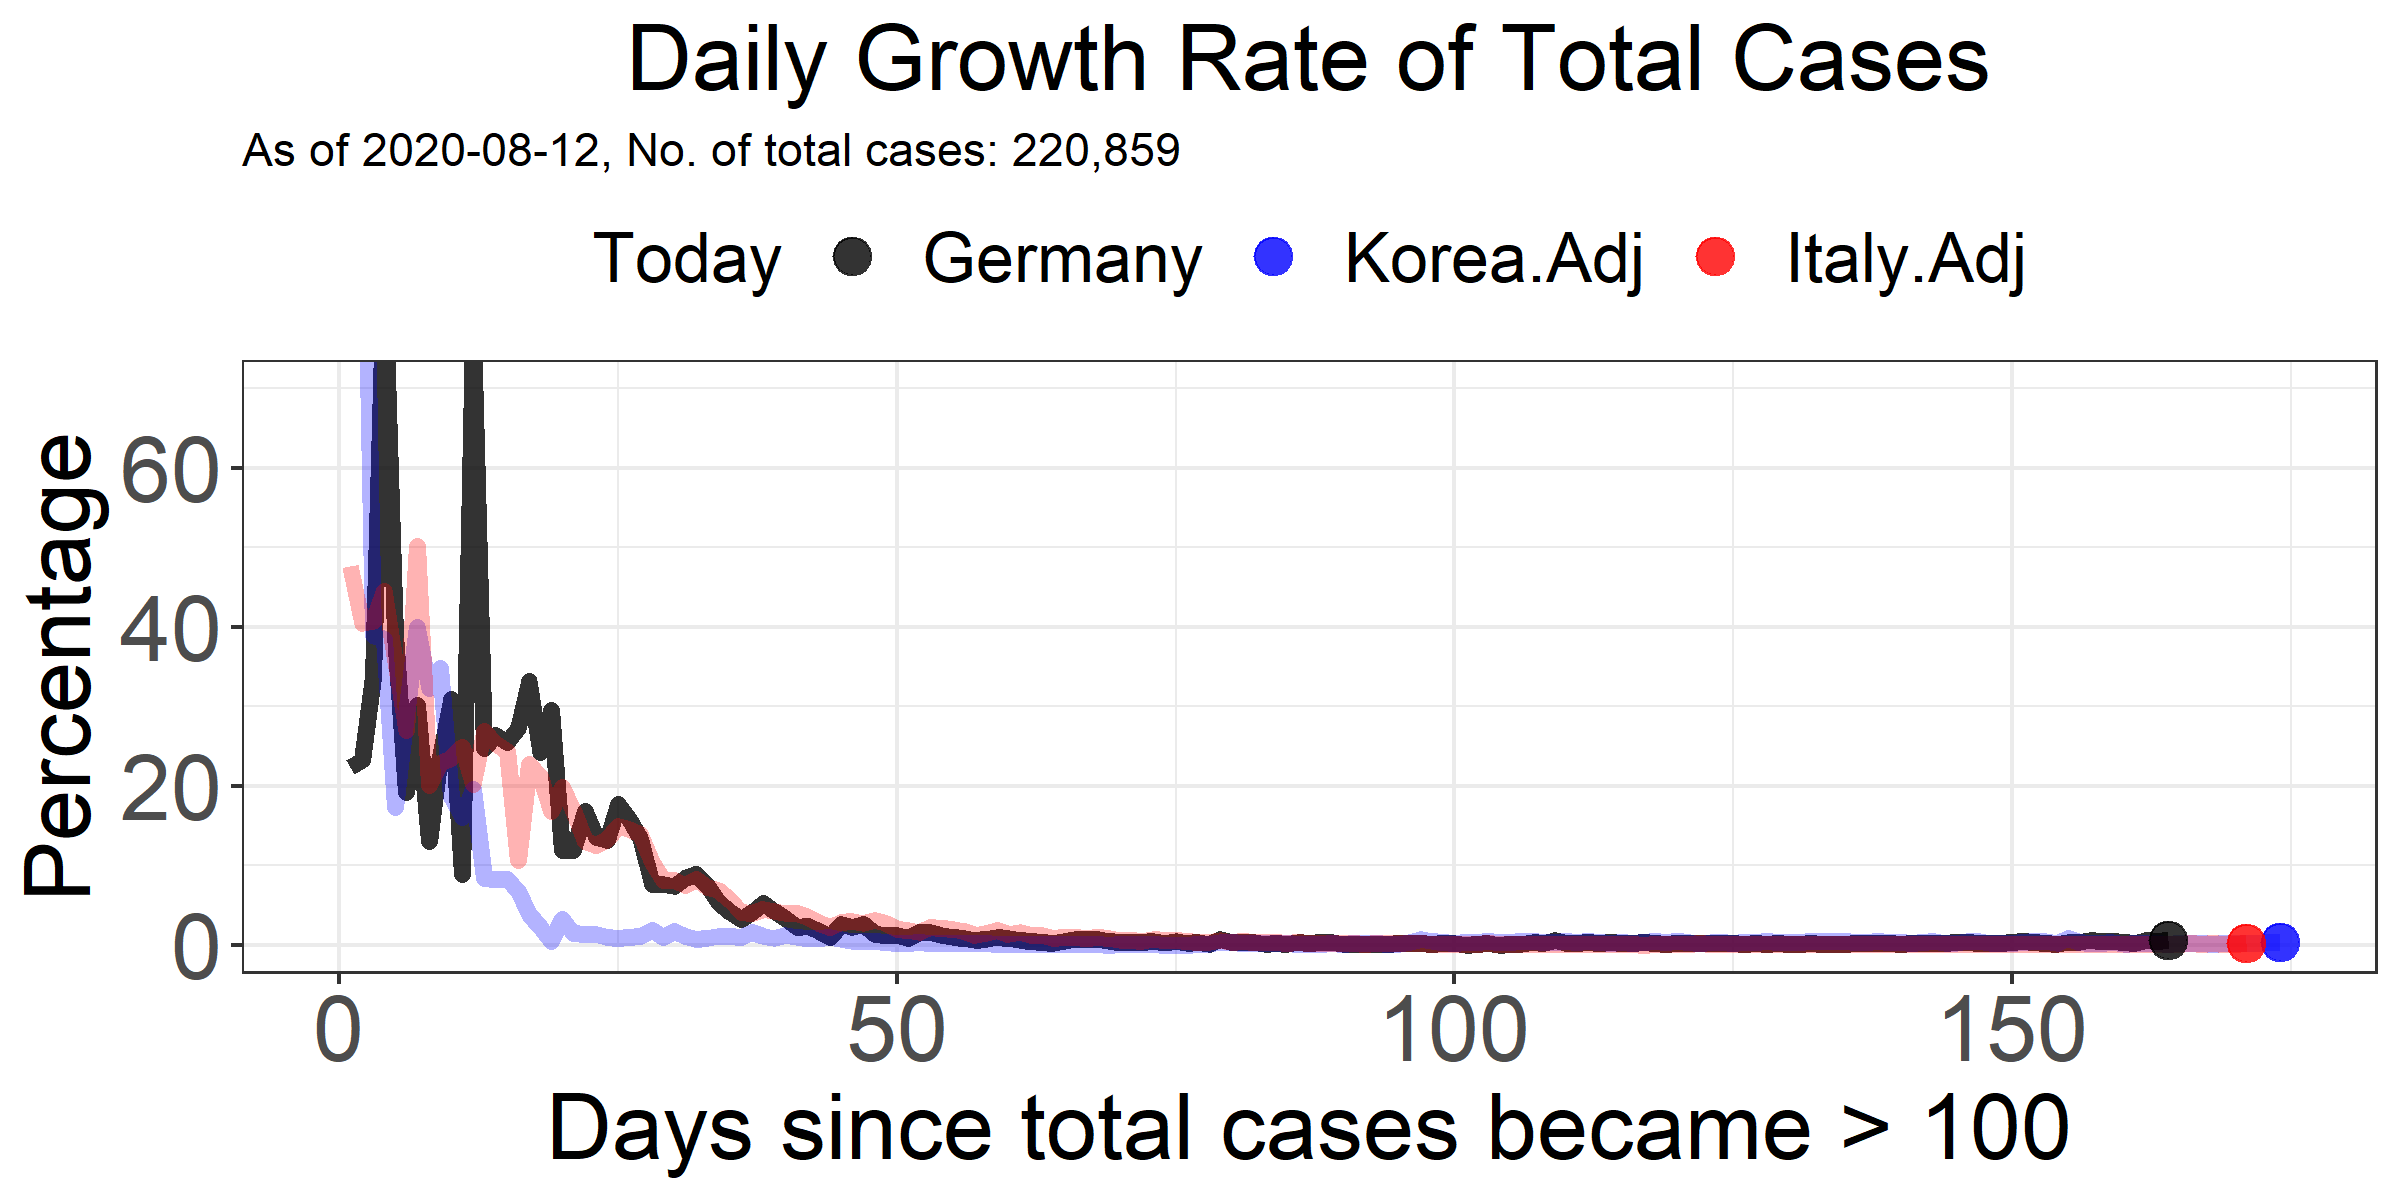 Daily Growth Rate of Total Cases
As of 2020-08-12, No. of total cases: 220,859
Today Germany Korea.Adj Italy.Adj
Percentage
60
40
20
0
0 50 100 150
Days since total cases became > 100